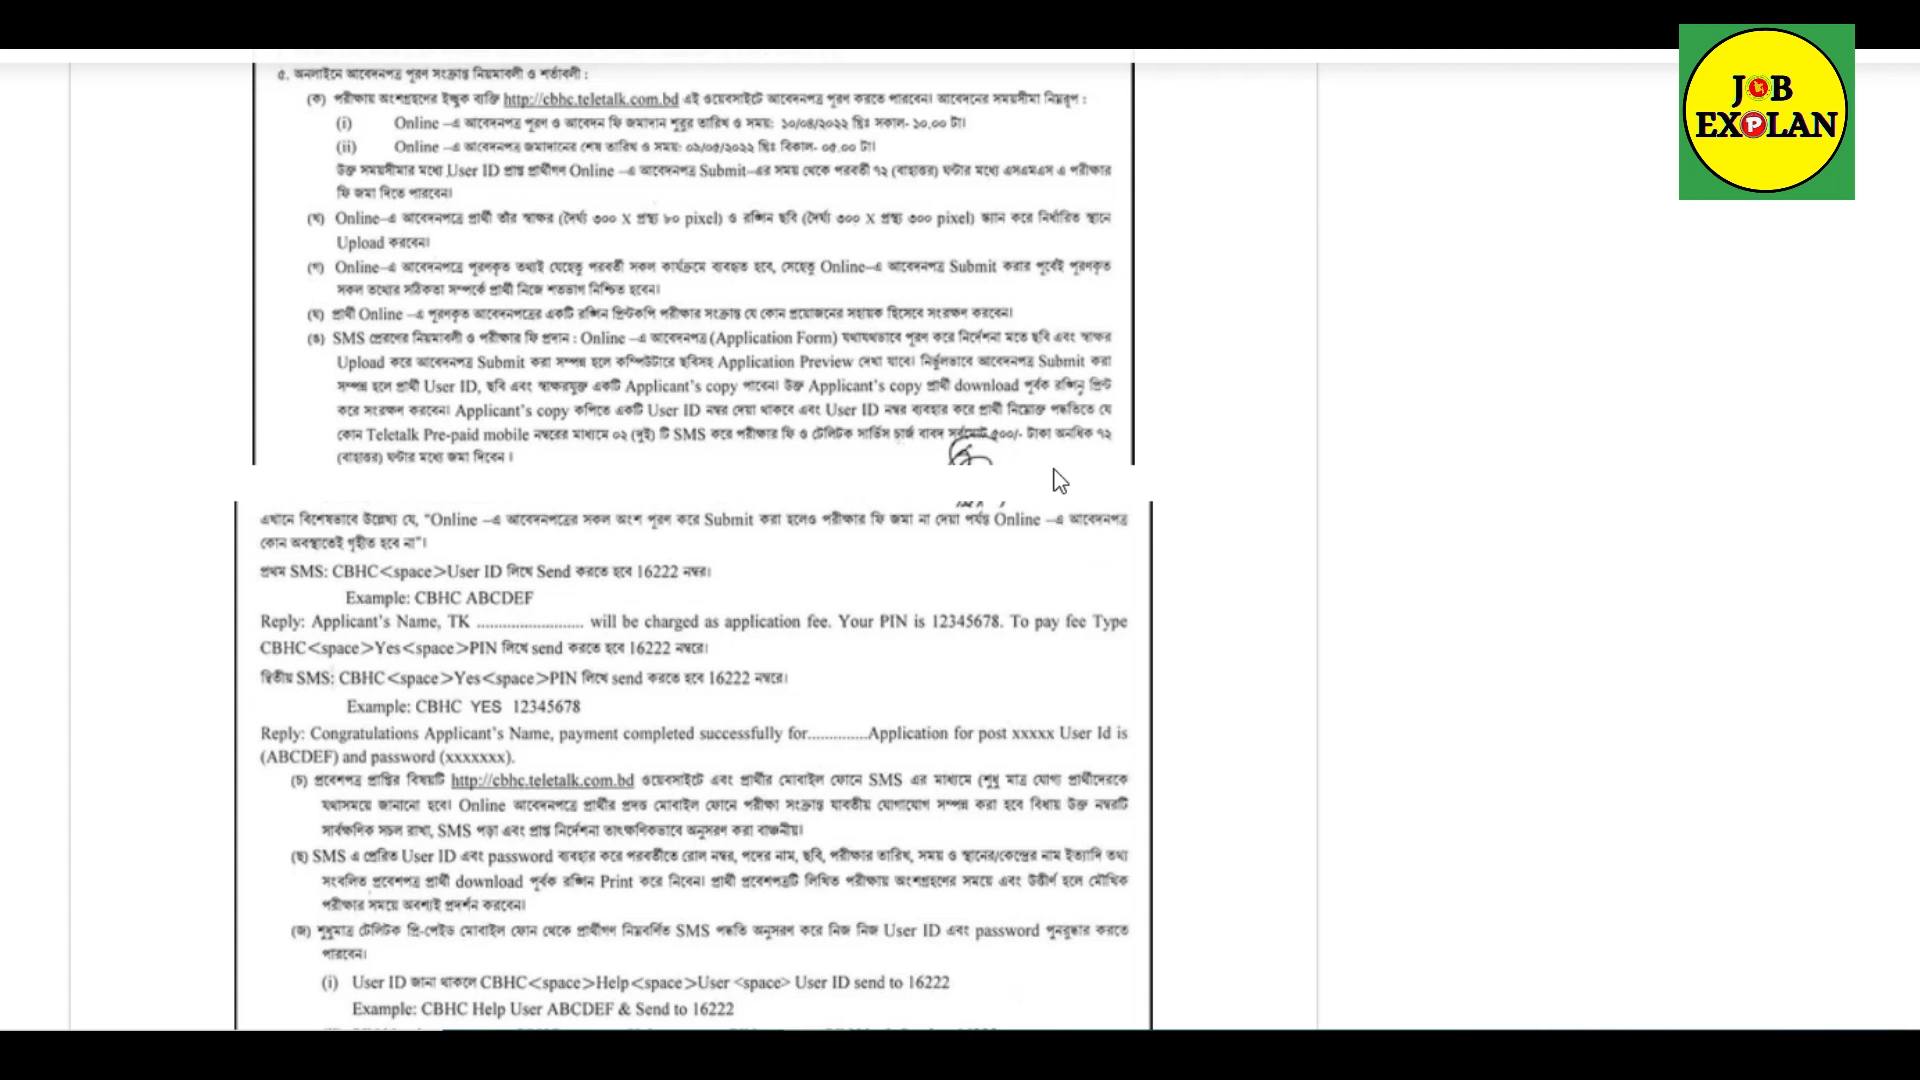 JOB
EXPLAN
৫. অনলাইনে আবেদনপত্র পূরণ সংক্রান্ত নিয়মাবলী ও শর্তাবলী :
(ক) পরীক্ষায় অংশগ্রহণের ইচ্ছুক ব্যক্তি http://cbhc.teletalk.com.bd এই ওয়েবসাইটে আবেদনপত্র পূরণ করতে পারবেন। আবেদনের সময়সীমা নিম্নরূপ :
(i) Online –এ আবেদনপত্র পূরণ ও আবেদন ফি জমাদান শুরুর তারিখ ও সময়: ১০/০৪/২০২২ খ্রিঃ সকাল- ১০.০০ টা।
(ii) Online –এ আবেদনপত্র জমাদানের শেষ তারিখ ও সময়: ০৯/০৫/২০২২ খ্রিঃ বিকাল- ০৫.০০ টা।
উক্ত সময়সীমার মধ্যে User ID প্রাপ্ত প্রার্থীগণ Online –এ আবেদনপত্র Submit–এর সময় থেকে পরবর্তী ৭২ (বাহাত্তর) ঘন্টার মধ্যে এসএমএস এ পরীক্ষার
ফি জমা দিতে পারবেন।
(খ) Online–এ আবেদনপত্রে প্রার্থী তাঁর স্বাক্ষর (দৈর্ঘ্য ৩০০ X প্রস্থ্য ৮০ pixel) ও রঙ্গিন ছবি (দৈর্ঘ্য ৩০০ X প্রস্থ্য ৩০০ pixel) স্ক্যান করে নির্ধারিত স্থানে
Upload করবেন।
(গ) Online–এ আবেদনপত্রে পূরণকৃত তথ্যই যেহেতু পরবর্তী সকল কার্যক্রমে ব্যবহৃত হবে, সেহেতু Online–এ আবেদনপত্র Submit করার পূর্বেই পূরণকৃত
সকল তথ্যের সঠিকতা সম্পর্কে প্রার্থী নিজে শতভাগ নিশ্চিত হবেন।
(ঘ) প্রার্থী Online –এ পূরণকৃত আবেদনপত্রের একটি রঙ্গিন প্রিন্টকপি পরীক্ষার সংক্রান্ত যে কোন প্রয়োজনের সহায়ক হিসেবে সংরক্ষণ করবেন।
(ঙ) SMS প্রেরণের নিয়মাবলী ও পরীক্ষার ফি প্রদান : Online –এ আবেদনপত্র (Application Form) যথাযথভাবে পূরণ করে নির্দেশনা মতে ছবি এবং স্বাক্ষর
Upload করে আবেদনপত্র Submit করা সম্পন্ন হলে কম্পিউটারে ছবিসহ Application Preview দেখা যাবে। নির্ভুলভাবে আবেদনপত্র Submit করা
সম্পন্ন হলে প্রার্থী User ID, ছবি এবং স্বাক্ষরযুক্ত একটি Applicant's copy পাবেন। উক্ত Applicant's copy প্রার্থী download পূর্বক রঙ্গিন প্রিন্ট
করে সংরক্ষণ করবেন। Applicant's copy কপিতে একটি User ID নম্বর দেয়া থাকবে এবং User ID নম্বর ব্যবহার করে প্রার্থী নিম্নোক্ত পদ্ধতিতে যে
কোন Teletalk Pre-paid mobile নম্বরের মাধ্যমে ০২ (দুই) টি SMS করে পরীক্ষার ফি ও টেলিটক সার্ভিস চার্জ বাবদ সর্বমোট ৫০০/- টাকা অনধিক ৭২
(বাহাত্তর) ঘন্টার মধ্যে জমা দিবেন ।
এখানে বিশেষভাবে উল্লেখ্য যে, "Online –এ আবেদনপত্রের সকল অংশ পূরণ করে Submit করা হলেও পরীক্ষার ফি জমা না দেয়া পর্যন্ত Online –এ আবেদনপত্র
কোন অবস্থাতেই গৃহীত হবে না"।
প্রথম SMS: CBHC<space>User ID লিখে Send করতে হবে 16222 নম্বর।
Example: CBHC ABCDEF
Reply: Applicant's Name, TK .......................... will be charged as application fee. Your PIN is 12345678. To pay fee Type
CBHC<space>Yes<space>PIN লিখে send করতে হবে 16222 নম্বরে।
দ্বিতীয় SMS: CBHC<space>Yes<space>PIN লিখে send করতে হবে 16222 নম্বরে।
Example: CBHC YES 12345678
Reply: Congratulations Applicant's Name, payment completed successfully for..............Application for post xxxxx User Id is
(ABCDEF) and password (xxxxxxx).
(চ) প্রবেশপত্র প্রাপ্তির বিষয়টি http://cbhc.teletalk.com.bd ওয়েবসাইটে এবং প্রার্থীর মোবাইল ফোনে SMS এর মাধ্যমে (শুধু মাত্র যোগ্য প্রার্থীদেরকে
যথাসময়ে জানানো হবে। Online আবেদনপত্রে প্রার্থীর প্রদত্ত মোবাইল ফোনে পরীক্ষা সংক্রান্ত যাবতীয় যোগাযোগ সম্পন্ন করা হবে বিধায় উক্ত নম্বরটি
সার্বক্ষণিক সচল রাখা, SMS পড়া এবং প্রাপ্ত নির্দেশনা তাৎক্ষণিকভাবে অনুসরণ করা বাঞ্চনীয়।
(ছ) SMS এ প্রেরিত User ID এবং password ব্যবহার করে পরবর্তীতে রোল নম্বর, পদের নাম, ছবি, পরীক্ষার তারিখ, সময় ও স্থানের/কেন্দ্রের নাম ইত্যাদি তথ্য
সংবলিত প্রবেশপত্র প্রার্থী download পূর্বক রঙ্গিন Print করে নিবেন। প্রার্থী প্রবেশপত্রটি লিখিত পরীক্ষায় অংশগ্রহণের সময়ে এবং উত্তীর্ণ হলে মৌখিক
পরীক্ষার সময়ে অবশ্যই প্রদর্শন করবেন।
(জ) শুধুমাত্র টেলিটক প্রি-পেইড মোবাইল ফোন থেকে প্রার্থীগণ নিম্নবর্ণিত SMS পদ্ধতি অনুসরণ করে নিজ নিজ User ID এবং password পুনরুদ্ধার করতে
পারবেন।
(i) User ID জানা থাকলে CBHC<space>Help<space>User <space> User ID send to 16222
Example: CBHC Help User ABCDEF & Send to 16222